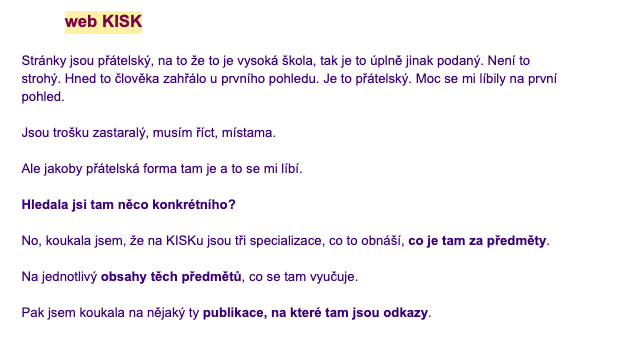 web KISK
Stránky jsou přátelský, na to že to je vysoká škola, tak je to úplně jinak podaný. Není to
strohý. Hned to člověka zahřálo u prvního pohledu. Je to přátelský. Moc se mi líbily na první
pohled.
Jsou trošku zastaralý, musím říct, místama.
Ale jakoby přátelská forma tam je a to se mi líbí.
Hledala jsi tam něco konkrétního?
No, koukala jsem, že na KISKu jsou tři specializace, co to obnáší, co je tam za předměty.
Na jednotlivý obsahy těch předmětů, co se tam vyučuje.
Pak jsem koukala na nějaký ty publikace, na které tam jsou odkazy.